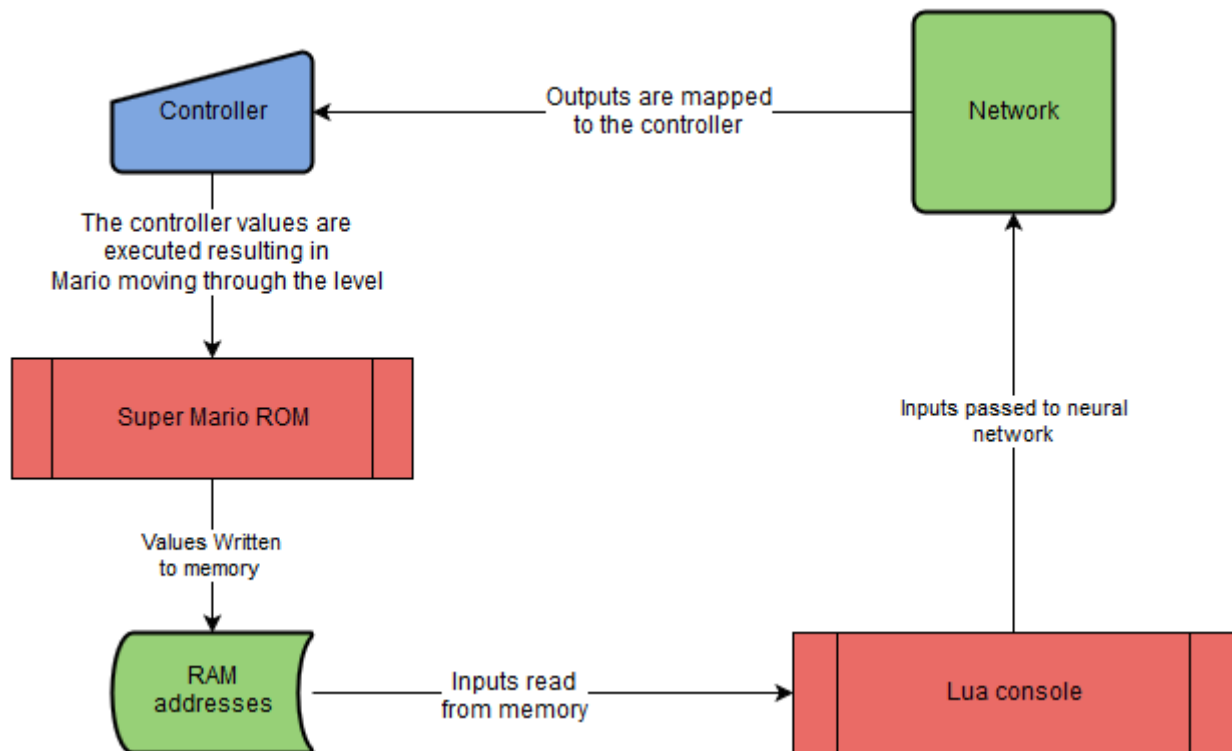 Controller
Outputs are mapped
to the controller
Network
The controller values are
executed resulting in
Mario moving through the level
Super Mario ROM
Inputs passed to neural
network
Values Written
to memory
RAM
addresses
Inputs read
from memory
Lua console